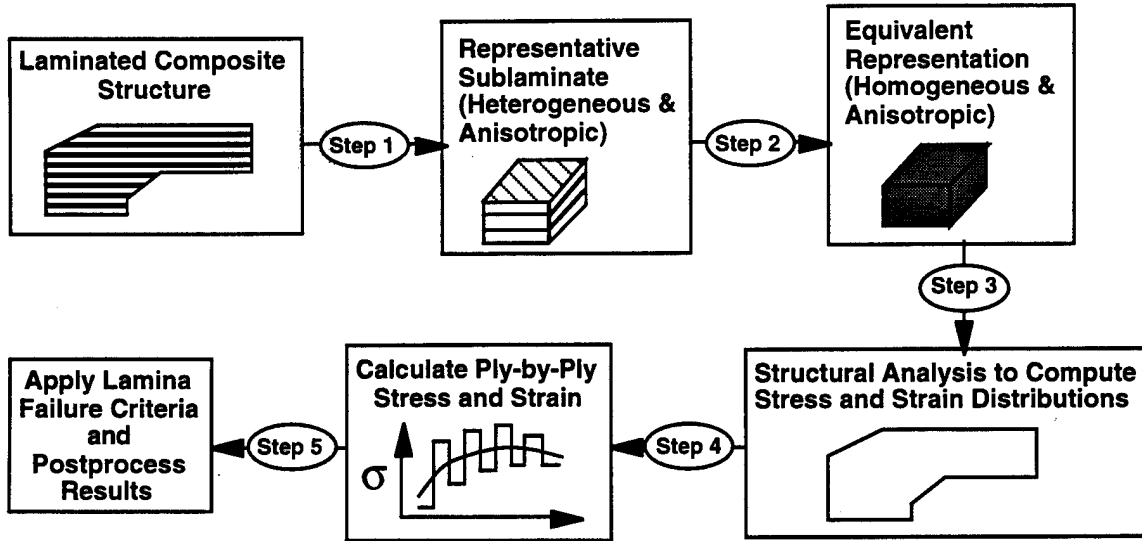 Laminated Composite
Structure
Step 1
Representative
Sublaminate
(Heterogeneous &
Anisotropic)
Step 2
Equivalent
Representation
(Homogeneous &
Anisotropic)
Step 3
Structural Analysis to Compute
Stress and Strain Distributions
Step 4
Calculate Ply-by-Ply
Stress and Strain
σ
Step 5
Apply Lamina
Failure Criteria
and
Postprocess
Results